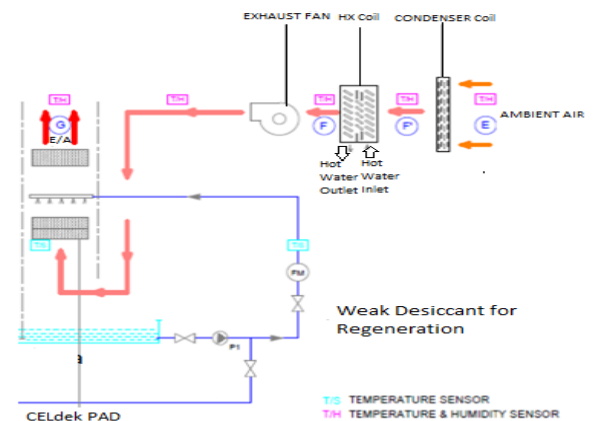 EXHAUST FAN HX Coil CONDENSER Coil
T/H T/H T/H T/H T/H
G F F' E AMBIENT AIR
E/A
Hot Hot
Water Water
Outlet Inlet
T/S T/S
FM
Weak Desiccant for
Regeneration
P1
a
T/S TEMPERATURE SENSOR
T/H TEMPERATURE & HUMIDITY SENSOR
CELdek PAD